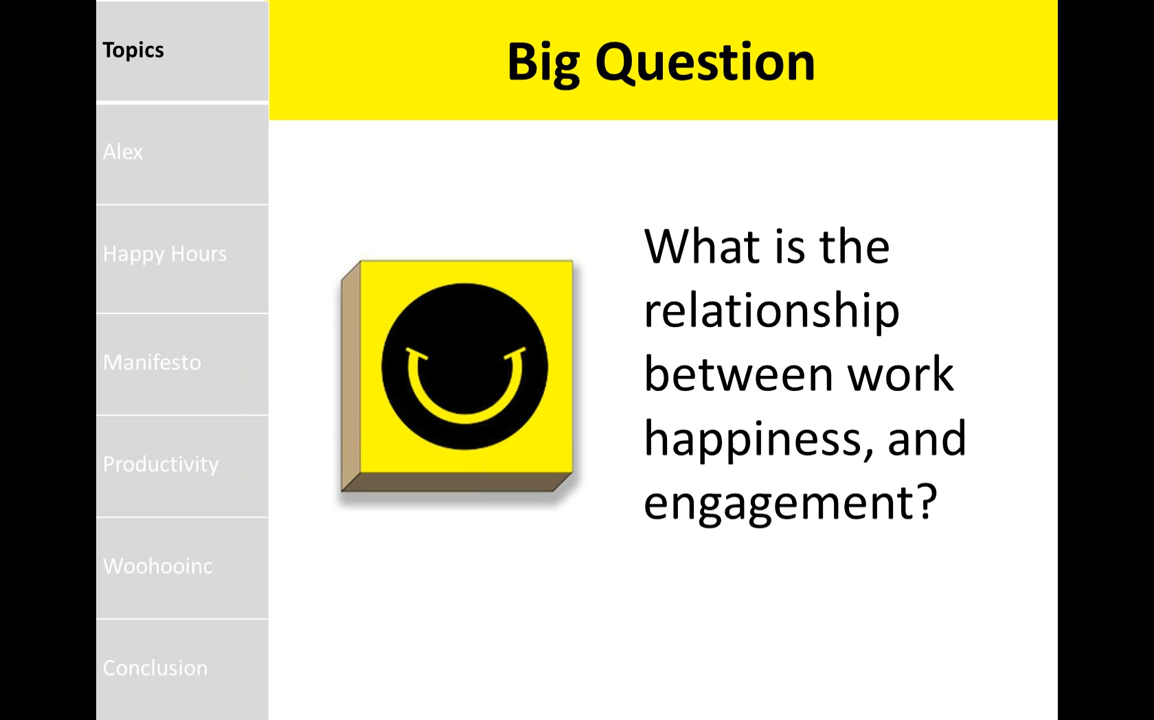 Topics
Alex
Happy Hours
Manifesto
Productivity
Woohooinc
Conclusion
Big Question
What is the
relationship
between work
happiness, and
engagement?